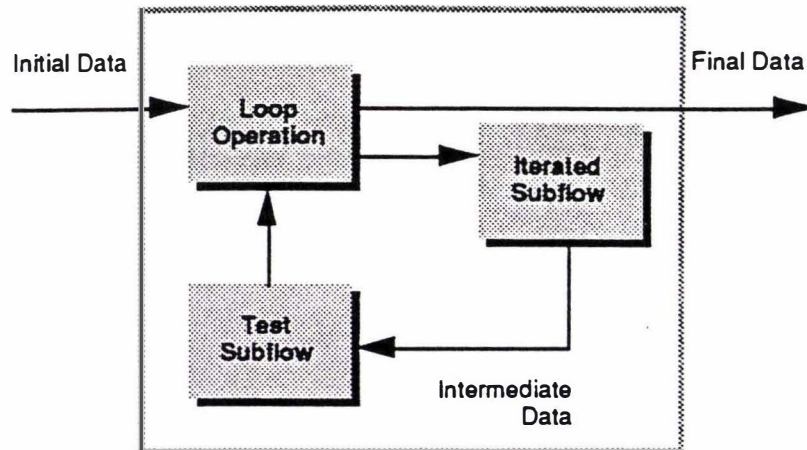 Initial Data
Final Data
Loop
Operation
Iterated
Subflow
Test
Subflow
Intermediate
Data